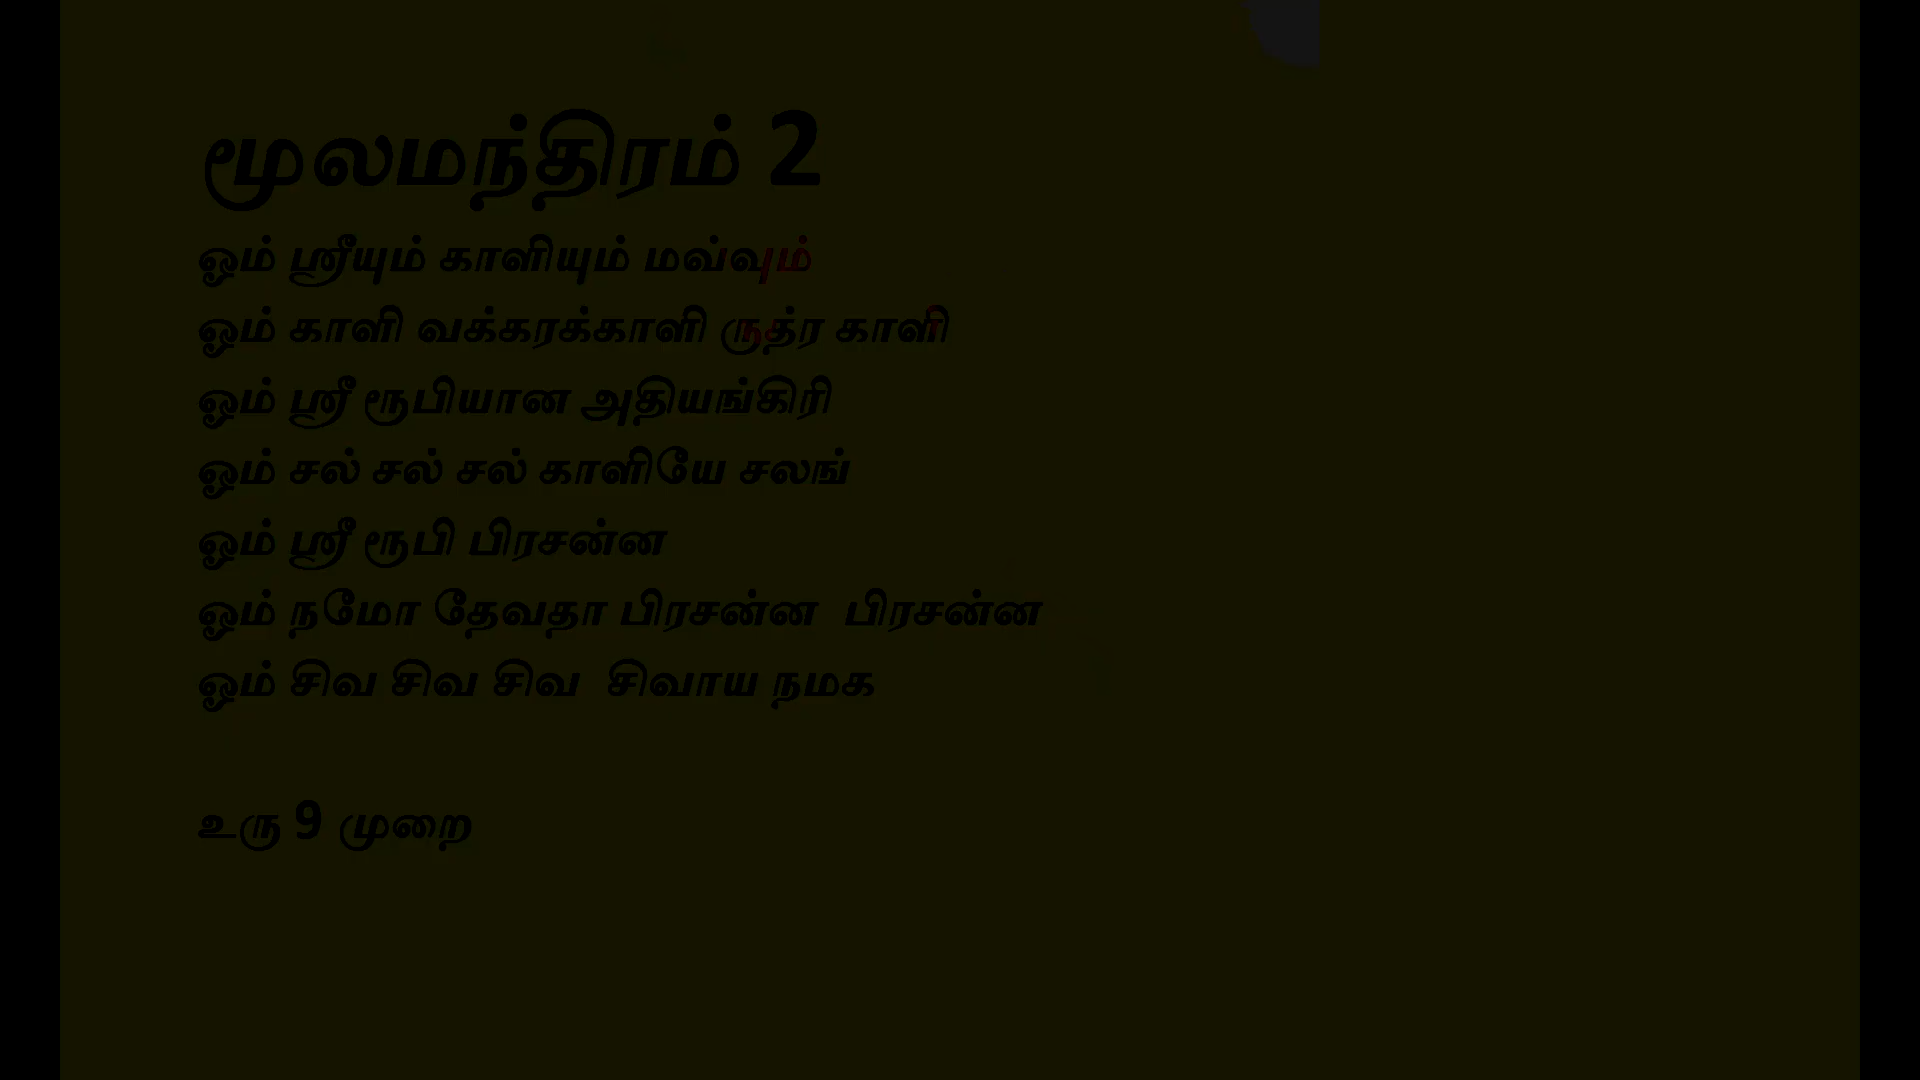 மூலமந்திரம் 2
ஓம் ஸ்ரீயும் காளியும் மவ்வும்
ஓம் காளி வக்கரக்காளி ருத்ர காளி
ஓம் ஸ்ரீ ரூபியான அதியங்கிரி
ஓம் சல் சல் சல் காளியே சலங்
ஓம் ஸ்ரீ ரூபி பிரசன்ன
ஓம் நமோ தேவதா பிரசன்ன பிரசன்ன
ஓம் சிவ சிவ சிவ சிவாய நமக
உரு 9 முறை